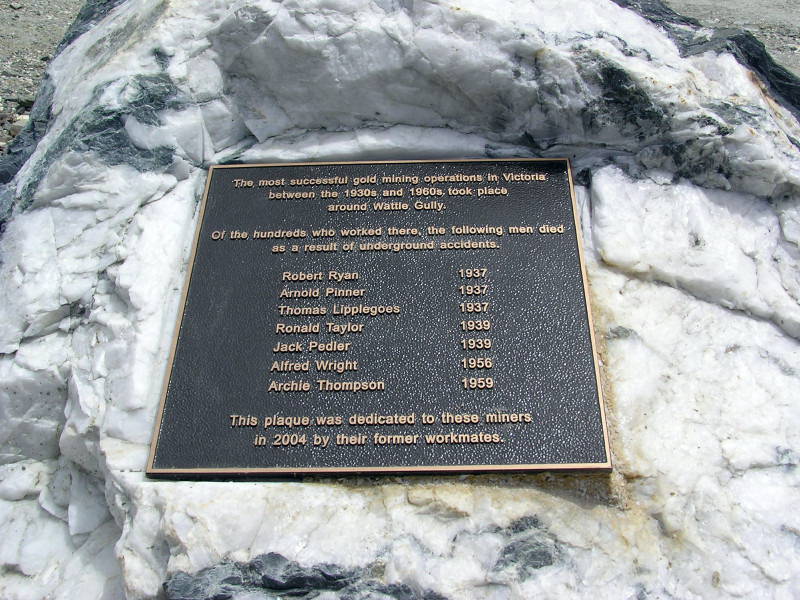 The most successful gold mining operations in Victoria
between the 1930s and 1960s, took place
around Wattle Gully.
Of the hundreds who worked there, the following men died
as a result of underground accidents.
Robert Ryan 1937
Arnold Pinner 1937
Thomas Lipplegoes 1937
Ronald Taylor 1939
Jack Pedler 1939
Alfred Wright 1956
Archie Thompson 1959
This plaque was dedicated to these miners
in 2004 by their former workmates.